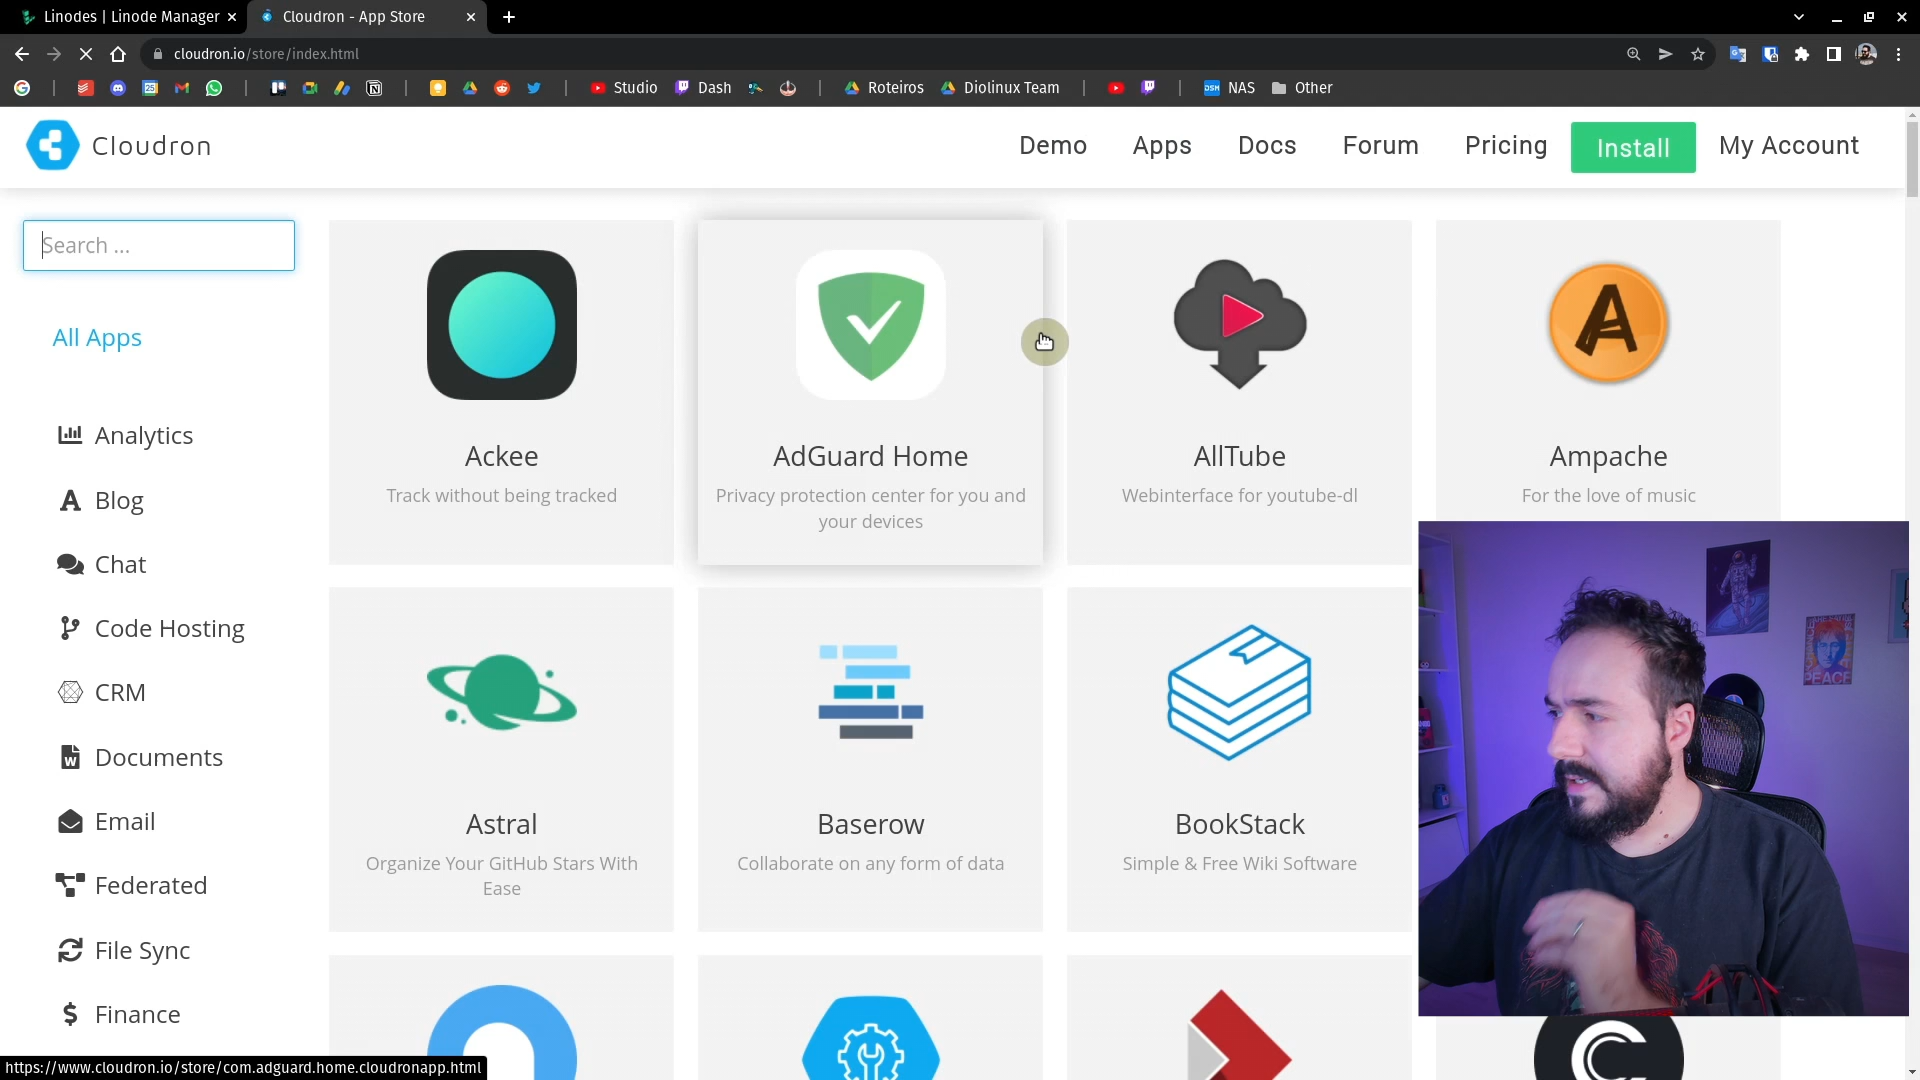 Linodes | Linode Manager
Cloudron - App Store
cloudron.io/store/index.html
Studio
Dash
Roteiros
Diolinux Team
NAS
Other
Cloudron
Demo
Apps
Docs
Forum
Pricing
Install
My Account
Search ...
All Apps
Analytics
Blog
Chat
Code Hosting
CRM
Documents
Email
Federated
File Sync
Finance
Ackee
Track without being tracked
AdGuard Home
Privacy protection center for you and
your devices
AllTube
Webinterface for youtube-dl
Ampache
For the love of music
Astral
Organize Your GitHub Stars With
Ease
Baserow
Collaborate on any form of data
BookStack
Simple & Free Wiki Software
PEACE
https://www.cloudron.io/store/com.adguard.home.cloudronapp.html